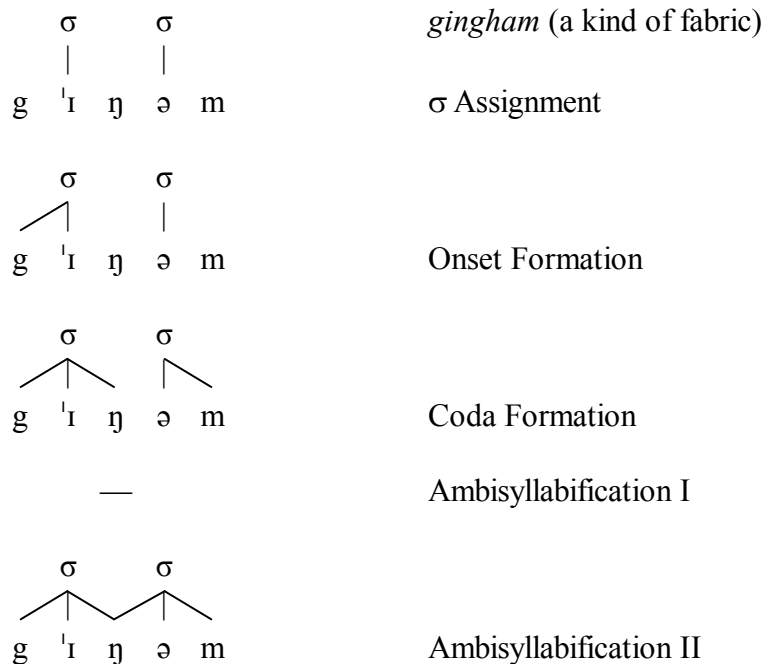 σ σ gingham (a kind of fabric)
g ˈɪ ŋ ə m σ Assignment
σ σ
g ˈɪ ŋ ə m Onset Formation
σ σ
g ˈɪ ŋ ə m Coda Formation
— Ambisyllabification I
σ σ
g ˈɪ ŋ ə m Ambisyllabification II